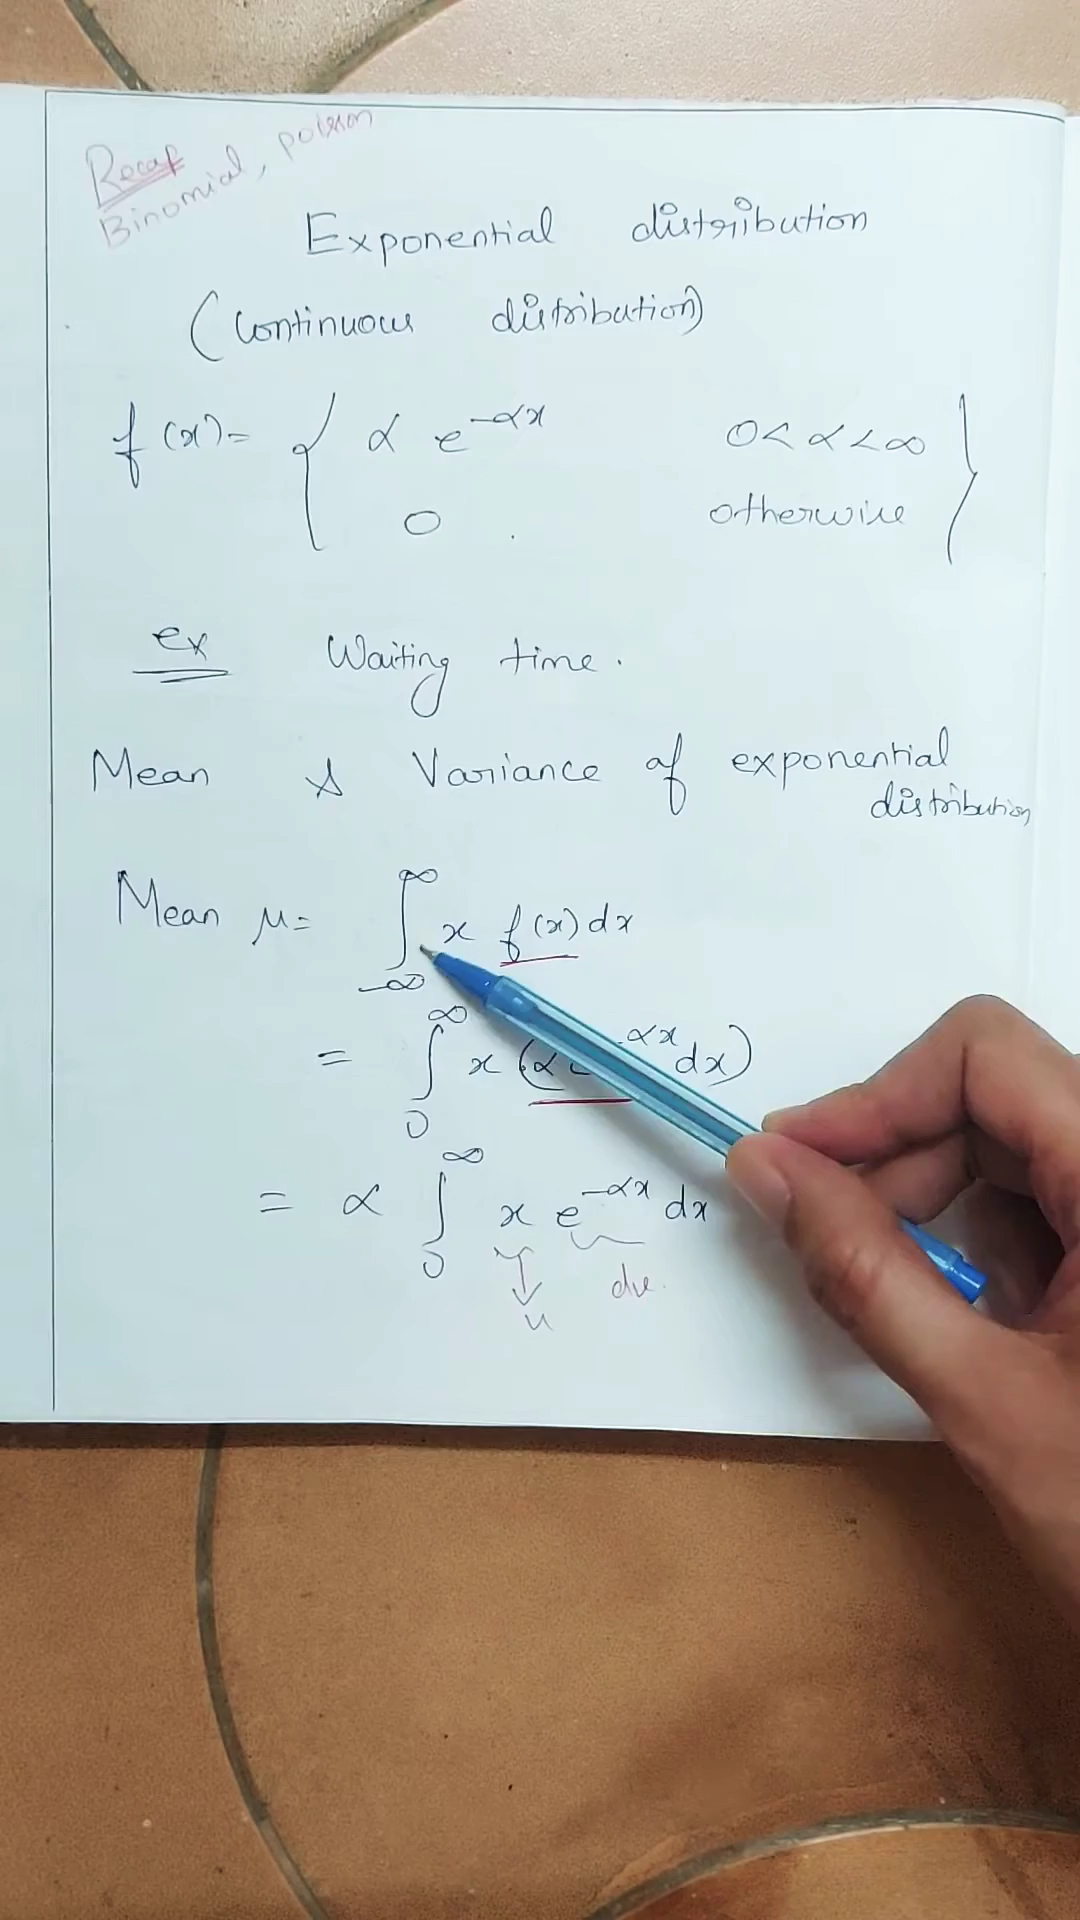 Recap
Binomial, poisson
Exponential distribution
(Continuous distribution)
f(x)= { α e^-αx 0<α<∞
0 otherwise }
ex Waiting time.
Mean & Variance of exponential
distribution
Mean μ= ∫_-∞^∞ x f(x) dx
= ∫_0^∞ x (α -αx dx)
= α ∫_0^∞ x e^-αx dx
u dv.